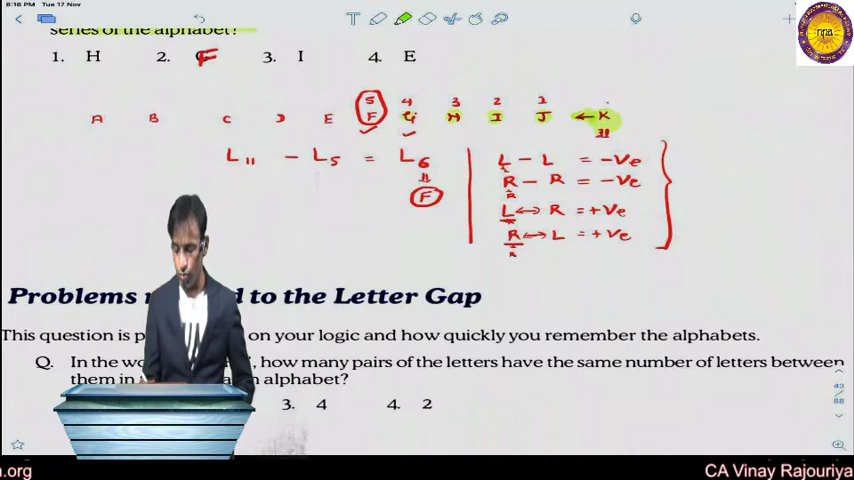 8:16 PM Tue 17 Nov
series of the alphabet?
1. H 2. F 3. I 4. E
5 4 3 2 1
A B C D E F G H I J ← K
11
L11 − L5 = L6
F
L − L = −Ve
R − R = −Ve
L ↔ R = +Ve
R ↔ L = +Ve
Problems d to the Letter Gap
This question is on your logic and how quickly you remember the alphabets.
Q. In the , how many pairs of the letters have the same number of letters between
them in alphabet?
3. 4 4. 2
43
88
.org CA Vinay Rajouriya